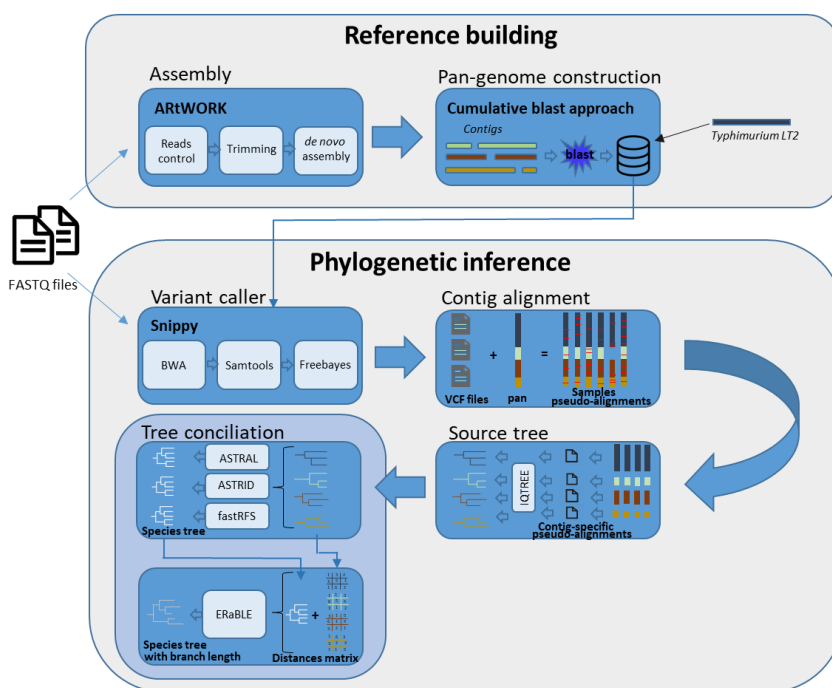 Reference building
Assembly
ARtWORK
Reads
control
Trimming
de novo
assembly
Pan-genome construction
Cumulative blast approach
Contigs
blast
Typhimurium LT2
FASTQ files
Phylogenetic inference
Variant caller
Snippy
BWA
Samtools
Freebayes
Contig alignment
+
=
VCF files
pan
Samples
pseudo-alignments
Tree conciliation
ASTRAL
ASTRID
fastRFS
Species tree
Source tree
IQTREE
Contig-specific
pseudo-alignments
ERaBLE
+
Species tree
with branch length
Distances matrix